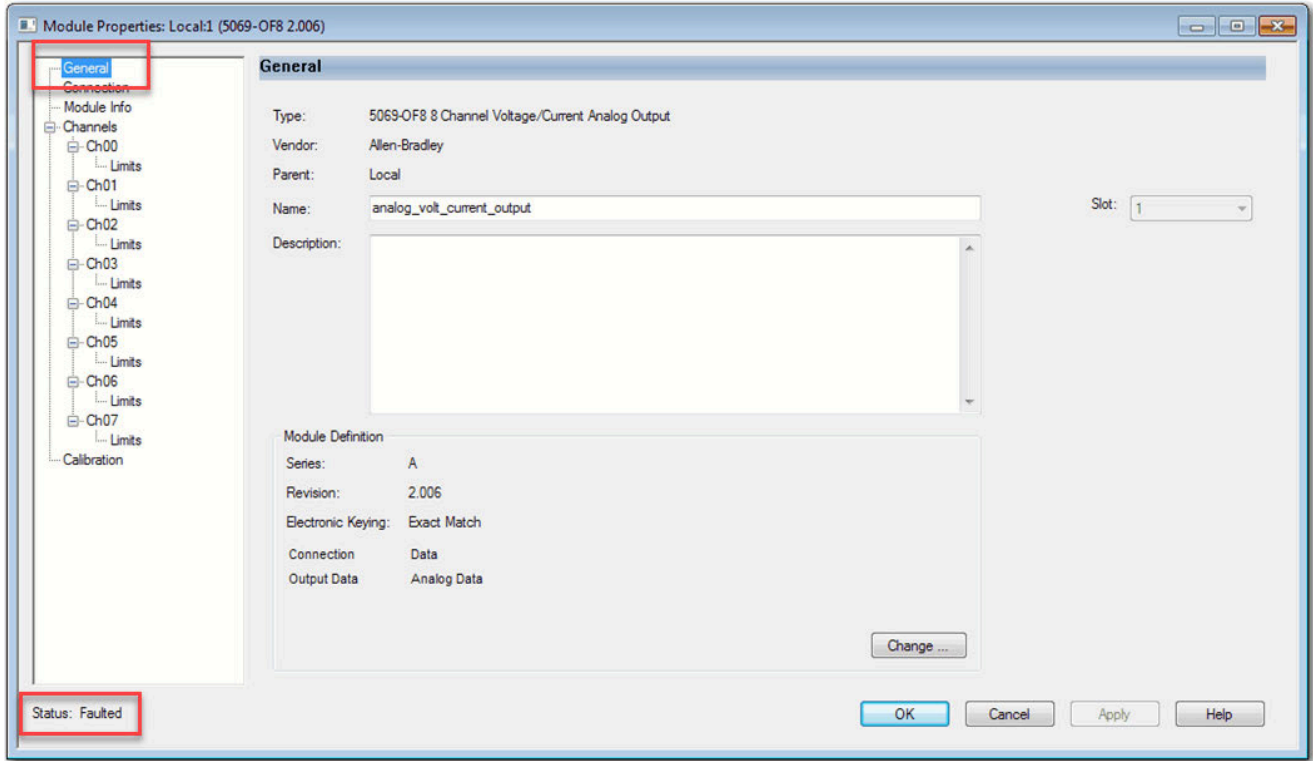 Module Properties: Local:1 (5069-OF8 2.006)
General
Connection
Module Info
Channels
Ch00
Limits
Ch01
Limits
Ch02
Limits
Ch03
Limits
Ch04
Limits
Ch05
Limits
Ch06
Limits
Ch07
Limits
Calibration
General
Type: 5069-OF8 8 Channel Voltage/Current Analog Output
Vendor: Allen-Bradley
Parent: Local
Name: analog_volt_current_output Slot: 1
Description:
Module Definition
Series: A
Revision: 2.006
Electronic Keying: Exact Match
Connection Data
Output Data Analog Data
Change ...
Status: Faulted OK Cancel Apply Help